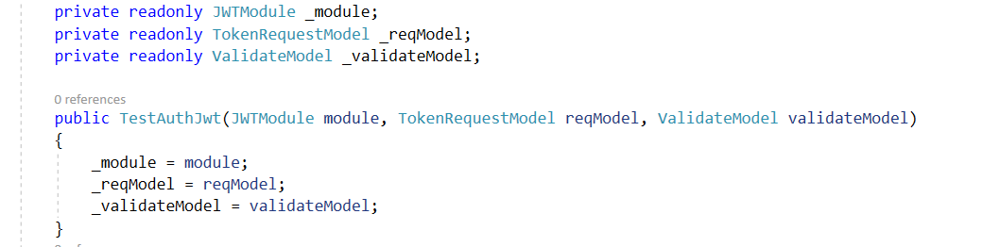 private readonly JWTModule _module;
private readonly TokenRequestModel _reqModel;
private readonly ValidateModel _validateModel;
0 references
public TestAuthJwt(JWTModule module, TokenRequestModel reqModel, ValidateModel validateModel)
{
_module = module;
_reqModel = reqModel;
_validateModel = validateModel;
}